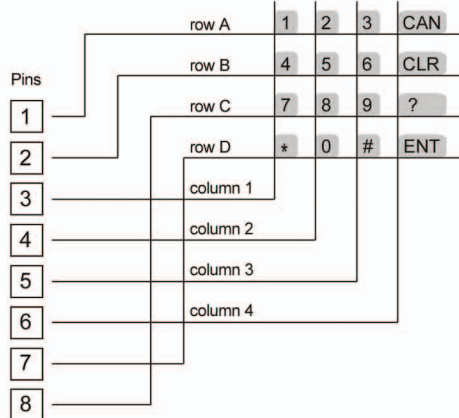 row A 1 2 3 CAN
row B 4 5 6 CLR
Pins
row C 7 8 9 ?
1
row D * 0 # ENT
2
column 1
3
column 2
4
column 3
5
column 4
6
7
8